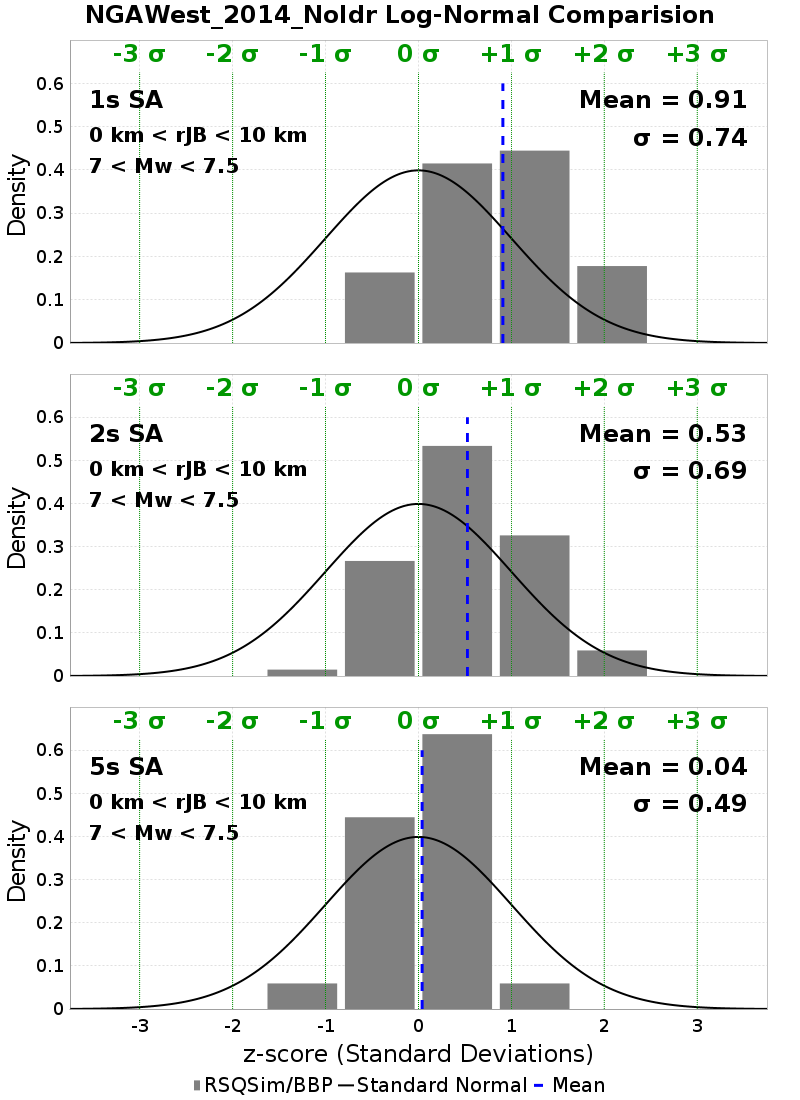 NGAWest_2014_NoIdr Log-Normal Comparision
-3 σ -2 σ -1 σ 0 σ +1 σ +2 σ +3 σ
1s SA
0 km < rJB < 10 km
7 < Mw < 7.5
Mean = 0.91
σ = 0.74
Density
0.6
0.5
0.4
0.3
0.2
0.1
0
-3 σ -2 σ -1 σ 0 σ +1 σ +2 σ +3 σ
2s SA
0 km < rJB < 10 km
7 < Mw < 7.5
Mean = 0.53
σ = 0.69
Density
0.6
0.5
0.4
0.3
0.2
0.1
0
-3 σ -2 σ -1 σ 0 σ +1 σ +2 σ +3 σ
5s SA
0 km < rJB < 10 km
7 < Mw < 7.5
Mean = 0.04
σ = 0.49
Density
0.6
0.5
0.4
0.3
0.2
0.1
0
-3 -2 -1 0 1 2 3
z-score (Standard Deviations)
RSQSim/BBP Standard Normal Mean